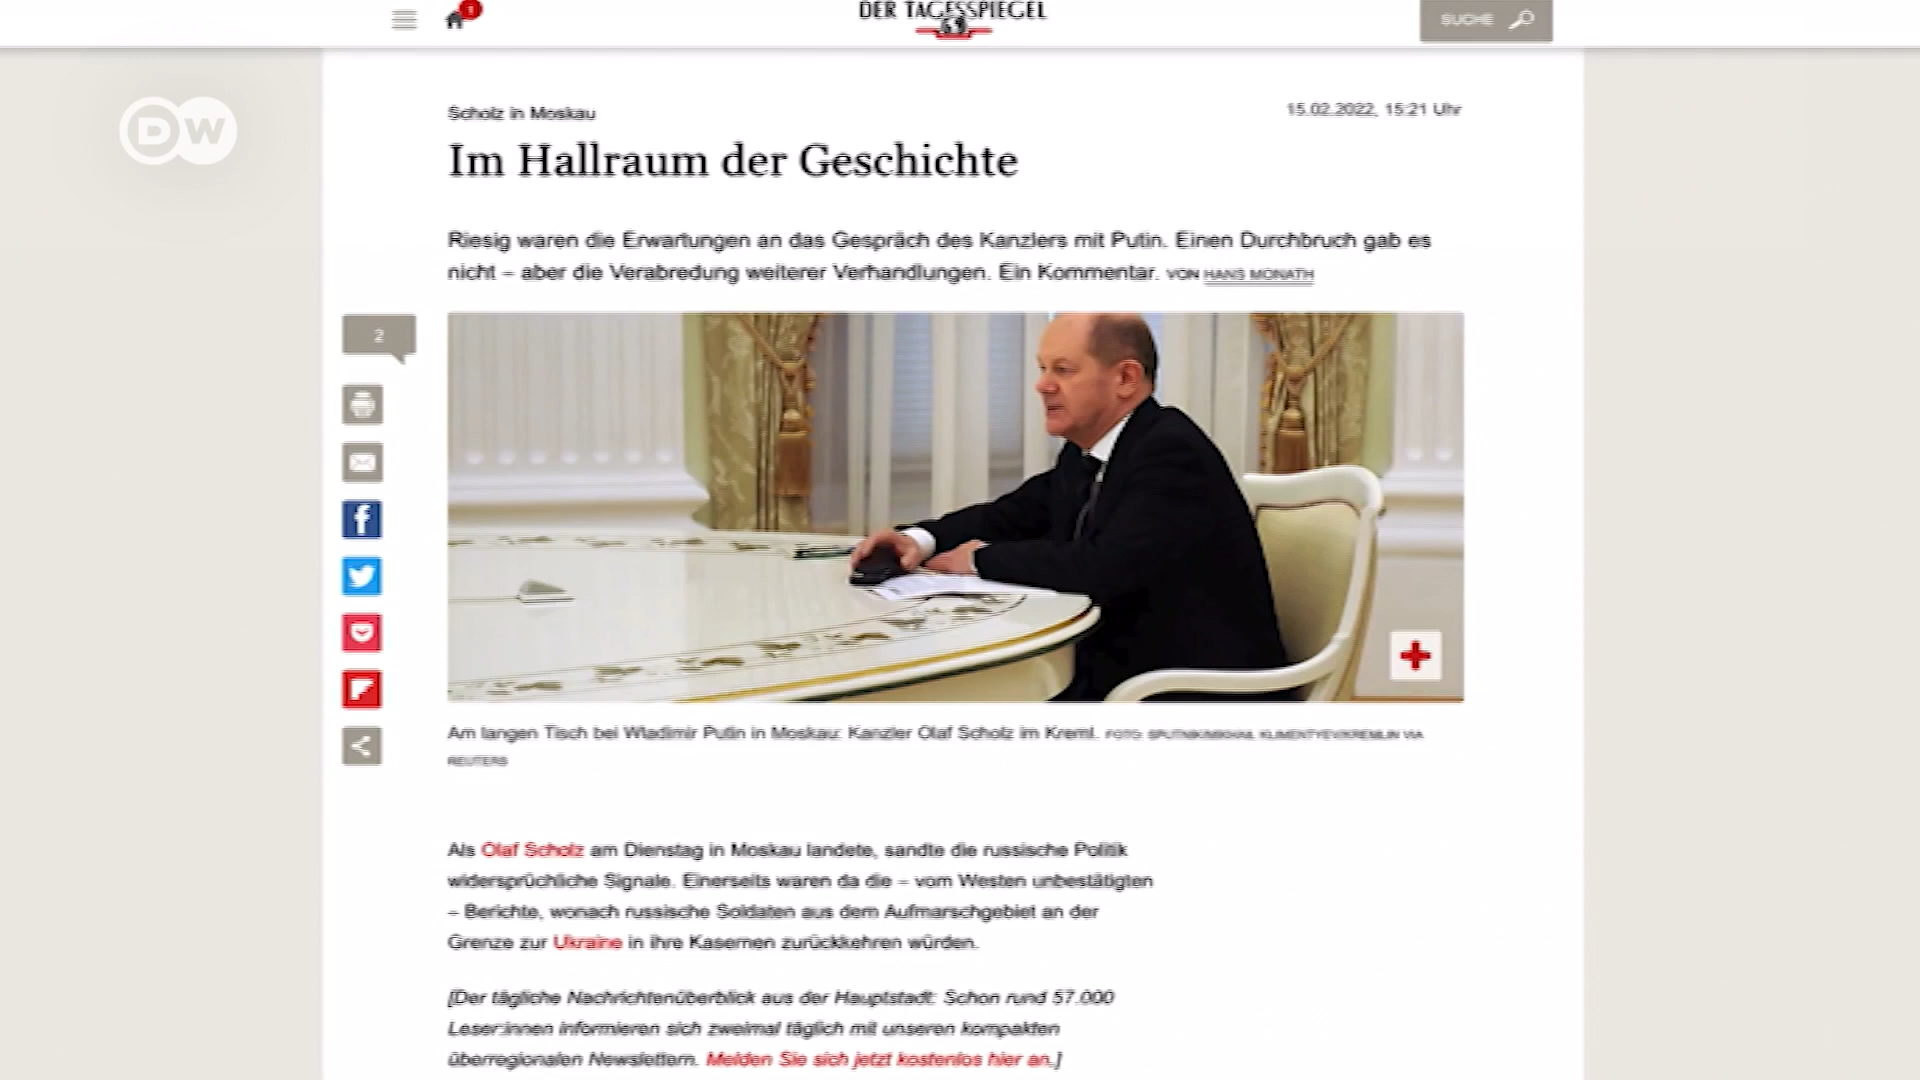 1
DER TAGESSPIEGEL
SUCHE
DW
Scholz in Moskau
15.02.2022, 15:21 Uhr
Im Hallraum der Geschichte
Riesig waren die Erwartungen an das Gespräch des Kanzlers mit Putin. Einen Durchbruch gab es
nicht – aber die Verabredung weiterer Verhandlungen. Ein Kommentar. VON HANS MONATH
2
Am langen Tisch bei Wladimir Putin in Moskau: Kanzler Olaf Scholz im Kreml. FOTO: SPUTNIK/MIKHAIL KLIMENTYEV/KREMLIN VIA
REUTERS
Als Olaf Scholz am Dienstag in Moskau landete, sandte die russische Politik
widersprüchliche Signale. Einerseits waren da die – vom Westen unbestätigten
– Berichte, wonach russische Soldaten aus dem Aufmarschgebiet an der
Grenze zur Ukraine in ihre Kasernen zurückkehren würden.
[Der tägliche Nachrichtenüberblick aus der Hauptstadt: Schon rund 57.000
Leser:innen informieren sich zweimal täglich mit unseren kompakten
überregionalen Newslettern. Melden Sie sich jetzt kostenlos hier an.]